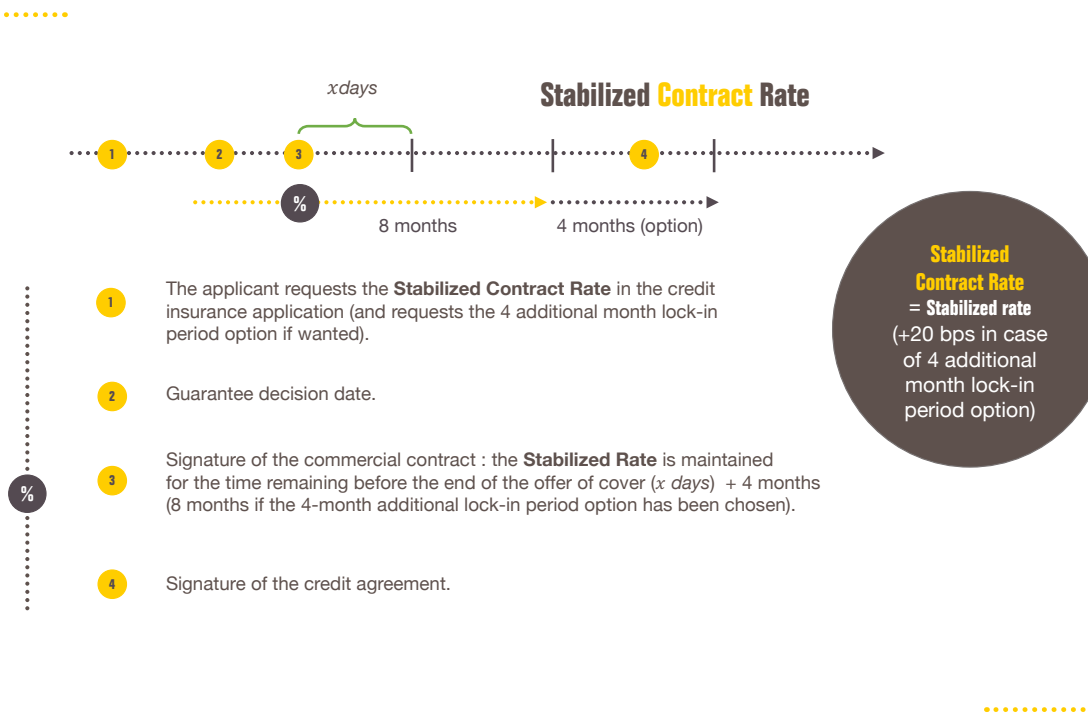 x days
Stabilized Contract Rate
1
2
3
4
%
8 months
4 months (option)
1
The applicant requests the Stabilized Contract Rate in the credit
insurance application (and requests the 4 additional month lock-in
period option if wanted).
2
Guarantee decision date.
3
Signature of the commercial contract : the Stabilized Rate is maintained
for the time remaining before the end of the offer of cover (x days) + 4 months
(8 months if the 4-month additional lock-in period option has been chosen).
%
4
Signature of the credit agreement.
Stabilized
Contract Rate
= Stabilized rate
(+20 bps in case
of 4 additional
month lock-in
period option)